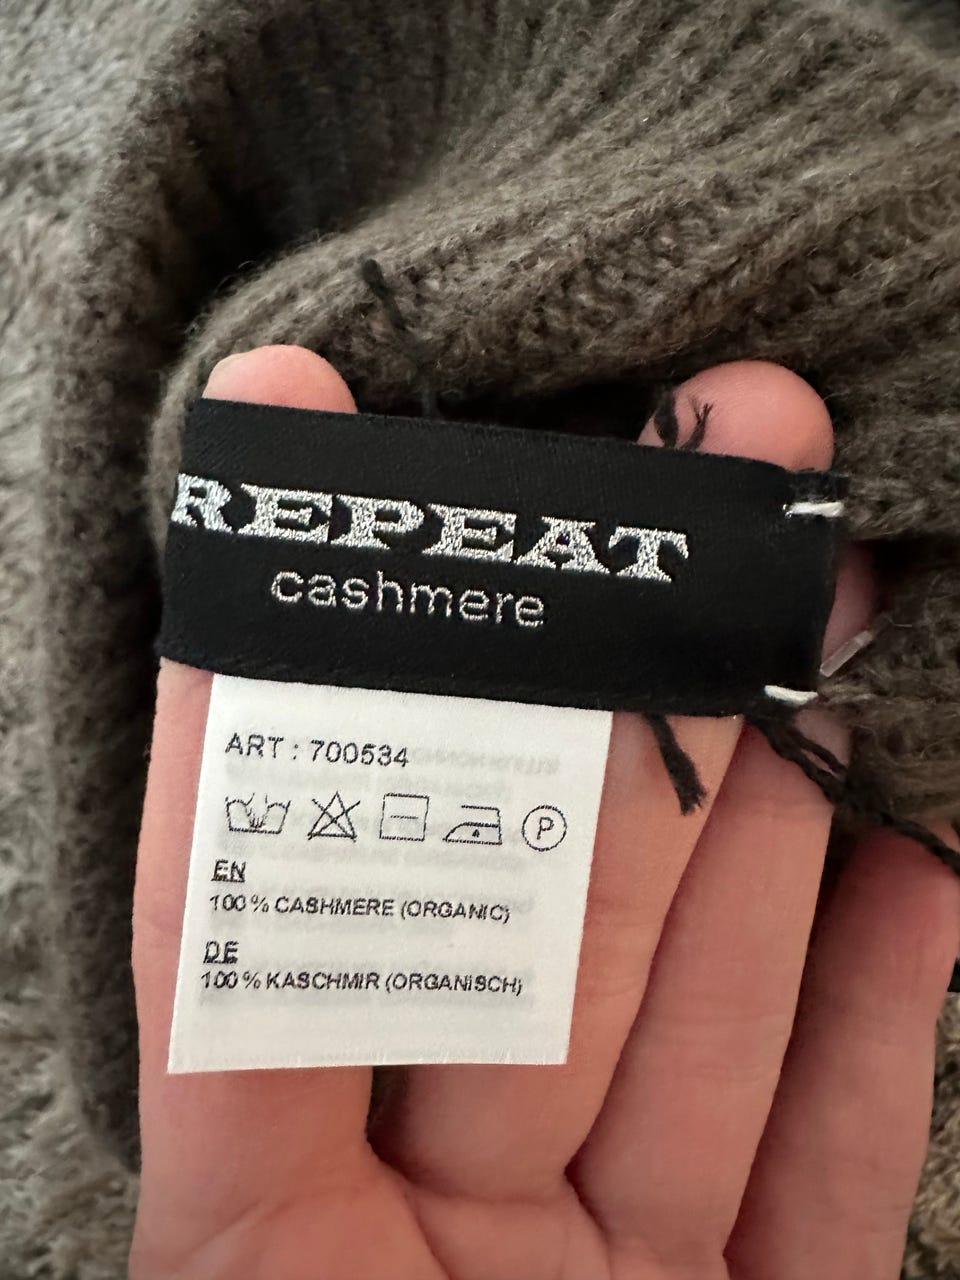 REPEAT
cashmere
ART : 700534
P
EN
100 % CASHMERE (ORGANIC)
DE
100 % KASCHMIR (ORGANISCH)